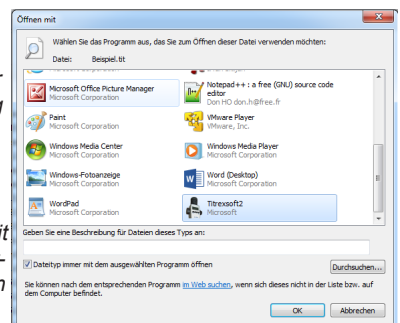 Öffnen mit
Wählen Sie das Programm aus, das Sie zum Öffnen dieser Datei verwenden möchten:
Datei: Beispiel.tit
Microsoft Office Picture Manager
Microsoft Corporation
Notepad++ : a free (GNU) source code
editor
Don HO don.h@free.fr
Paint
Microsoft Corporation
VMware Player
VMware, Inc.
Windows Media Center
Microsoft Corporation
Windows Media Player
Microsoft Corporation
Windows-Fotoanzeige
Microsoft Corporation
Word (Desktop)
Microsoft Corporation
WordPad
Microsoft Corporation
Titrexsoft2
Microsoft
it
Geben Sie eine Beschreibung für Dateien dieses Typs an:
Dateityp immer mit dem ausgewählten Programm öffnen
Durchsuchen...
Sie können nach dem entsprechenden Programm im Web suchen, wenn sich dieses nicht in der Liste bzw. auf
dem Computer befindet.
OK Abbrechen